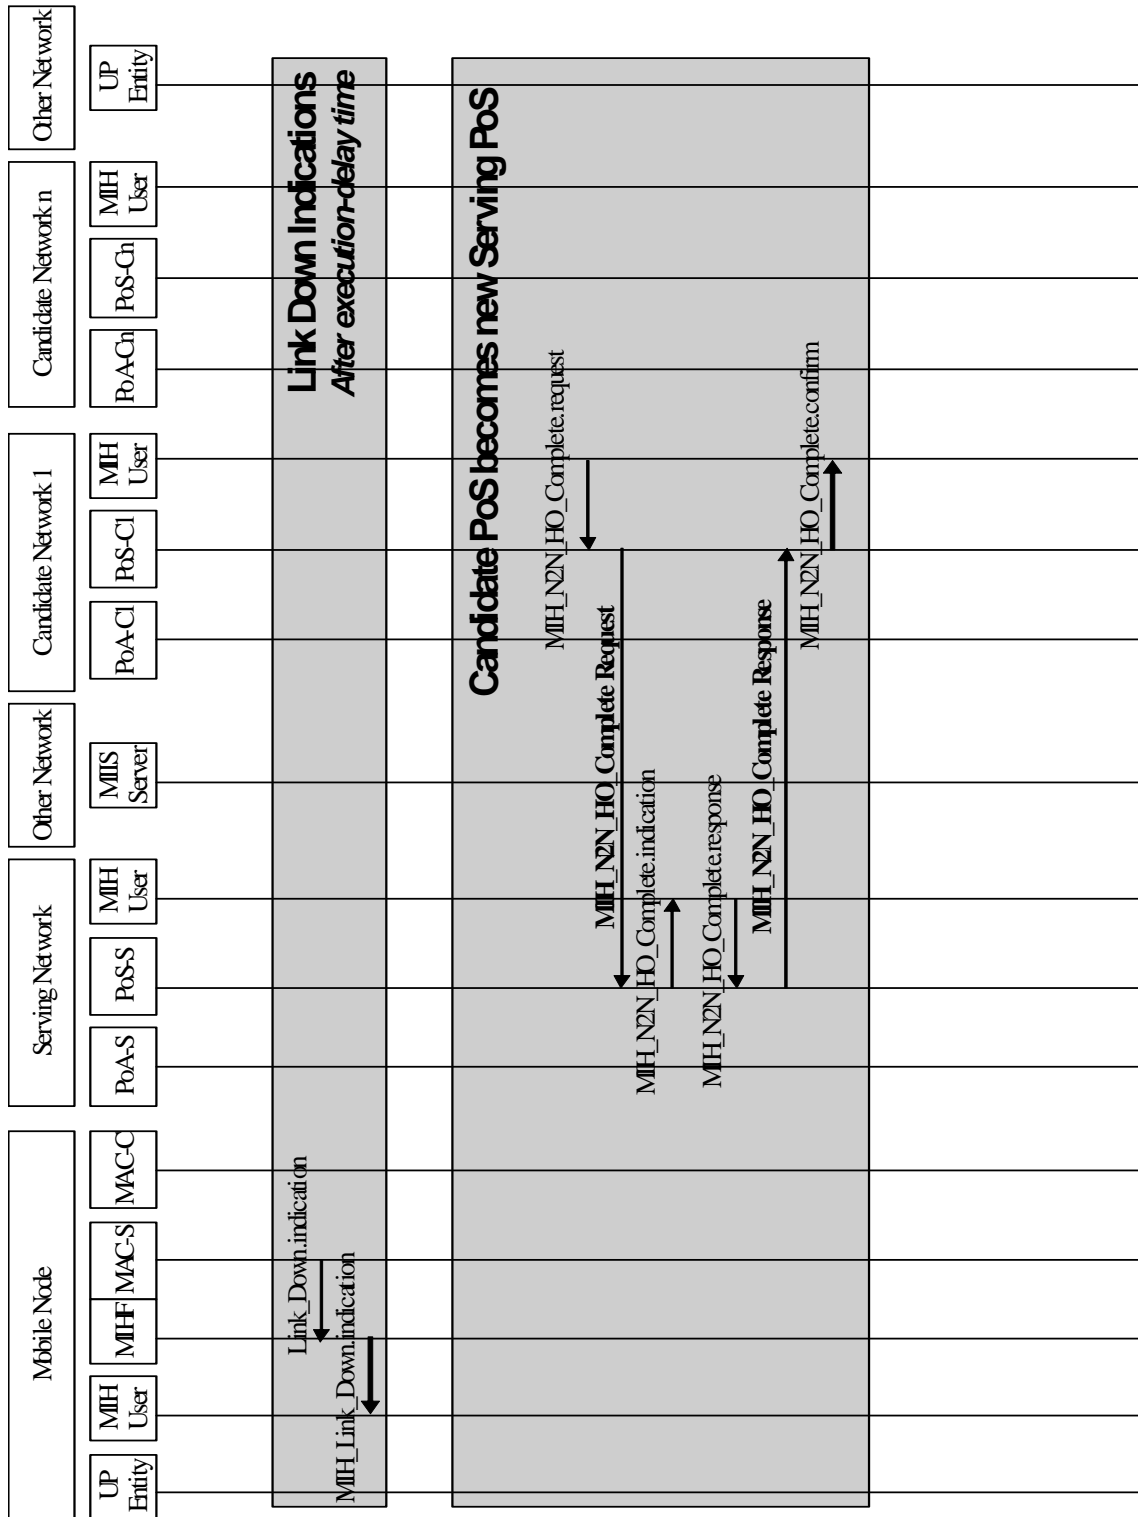 Mobile Node
Serving Network
Other Network
Candidate Network 1
Candidate Network n
Other Network
UP
Entity
MIH
User
MIHF
MAC-S
MAC-C
PoA-S
PoS-S
MIH
User
MIIS
Server
PoA-C1
PoS-C1
MIH
User
PoA-Cn
PoS-Cn
MIH
User
UP
Entity
Link Down Indications
After execution-delay time
Link_Down.indication
MIH_Link_Down.indication
Candidate PoS becomes new Serving PoS
MIH_N2N_HO_Complete.request
MIH_N2N_HO_Complete Request
MIH_N2N_HO_Complete.indication
MIH_N2N_HO_Complete.response
MIH_N2N_HO_Complete Response
MIH_N2N_HO_Complete.confirm